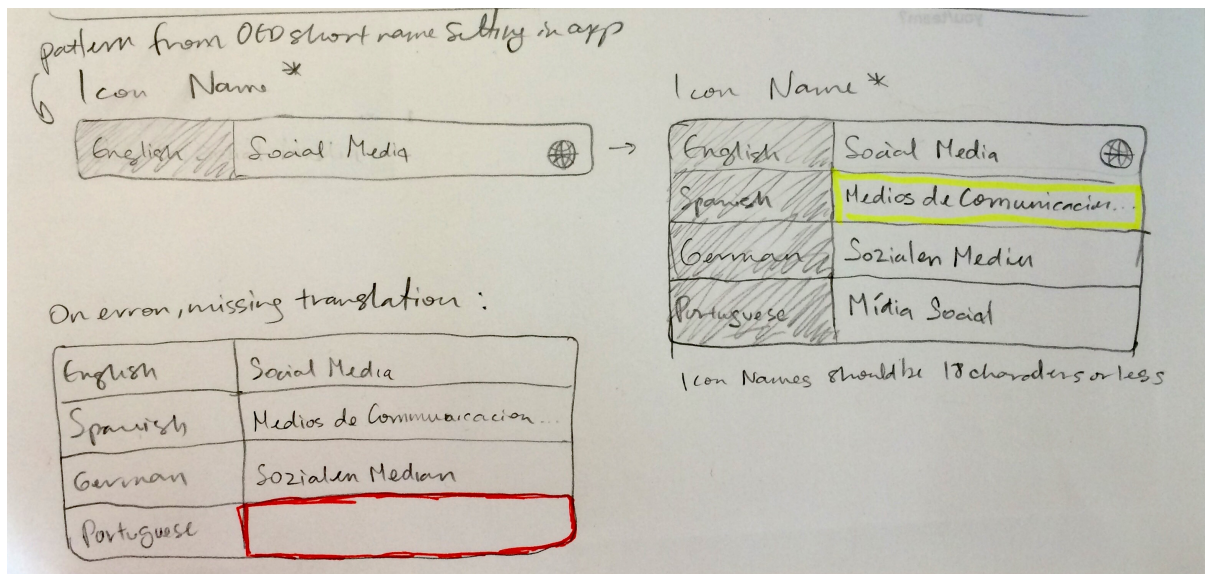 pattern from OED short name setting in app
Icon Name*
English Social Media
Icon Name*
English Social Media
Spanish Medios de Comunicacion...
German Sozialen Medien
Portuguese Mídia Social
Icon Names should be 18 characters or less
On error, missing translation:
English Social Media
Spanish Medios de Communicacion...
German Sozialen Median
Portuguese